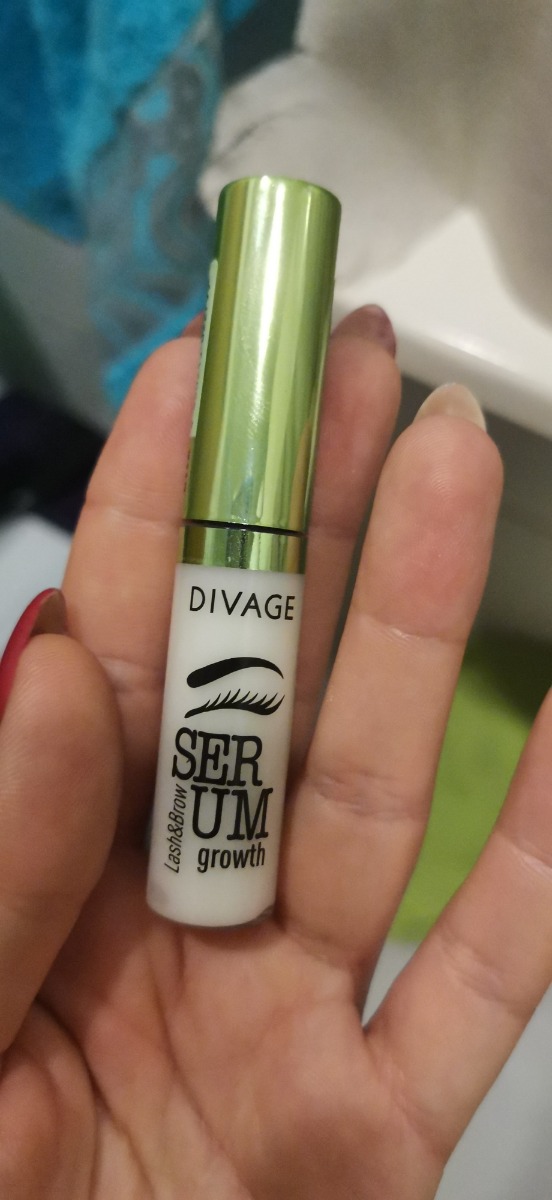 DIVAGE
SER
UM
Lash&Brow
growth